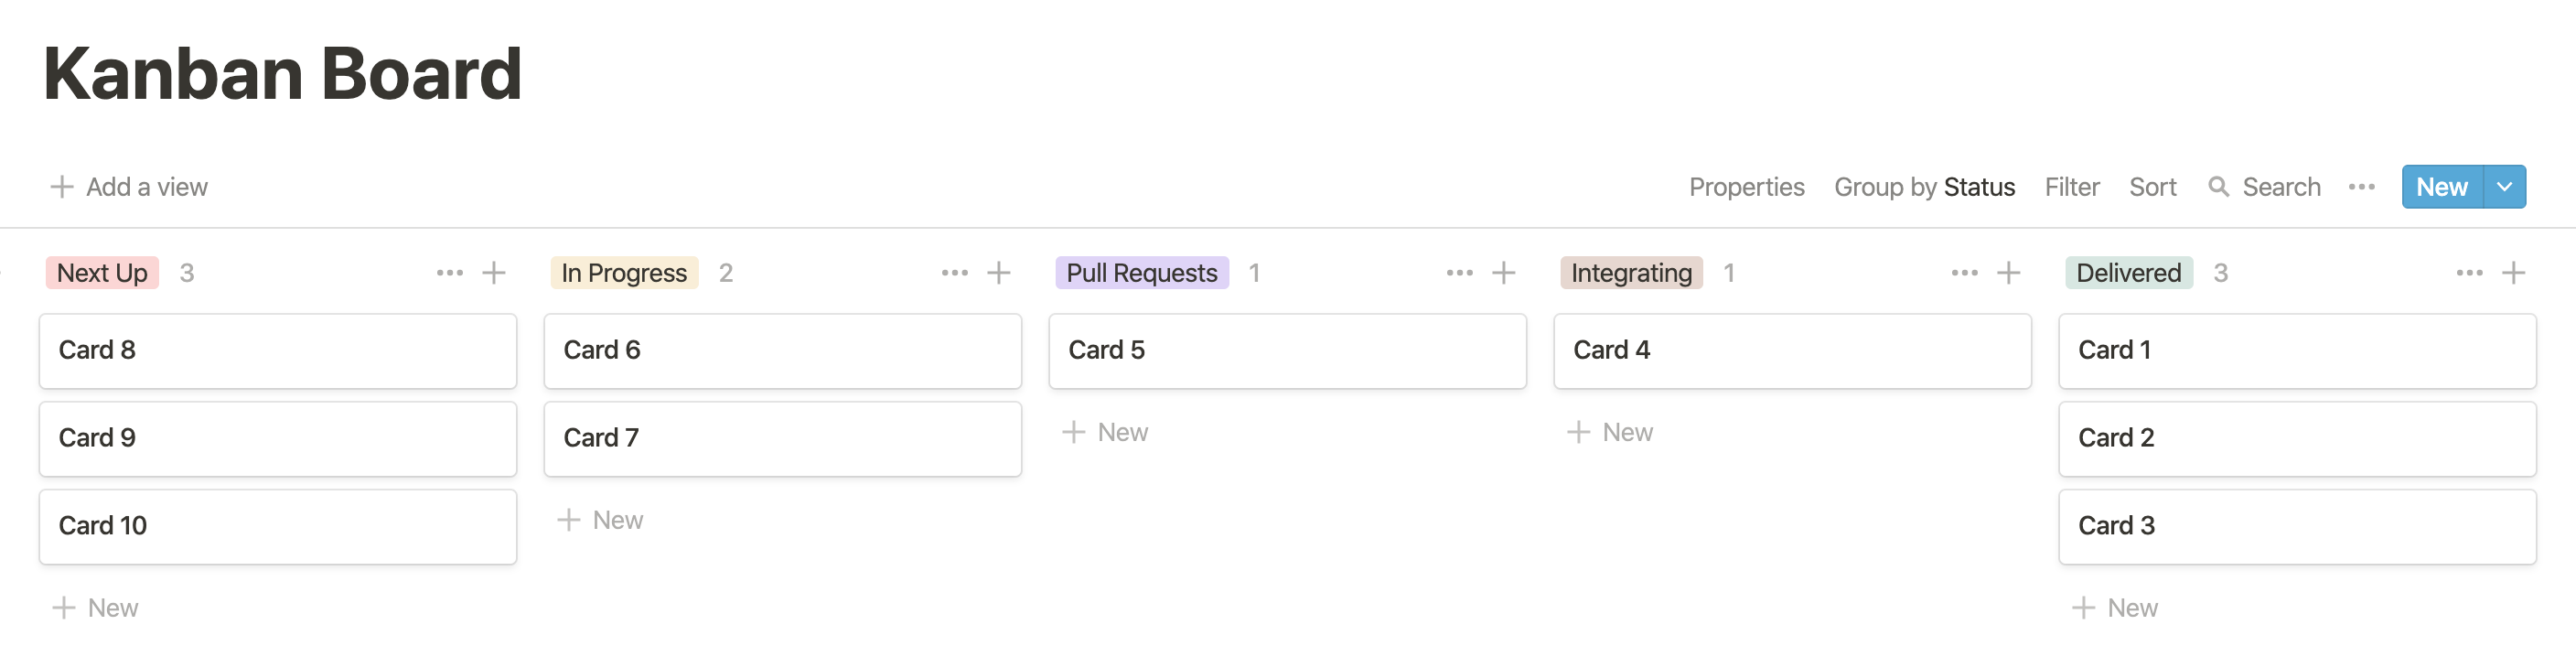 Kanban Board
Add a view
Properties Group by Status Filter Sort Search New
Next Up 3
Card 8
Card 9
Card 10
New
In Progress 2
Card 6
Card 7
New
Pull Requests 1
Card 5
New
Integrating 1
Card 4
New
Delivered 3
Card 1
Card 2
Card 3
New